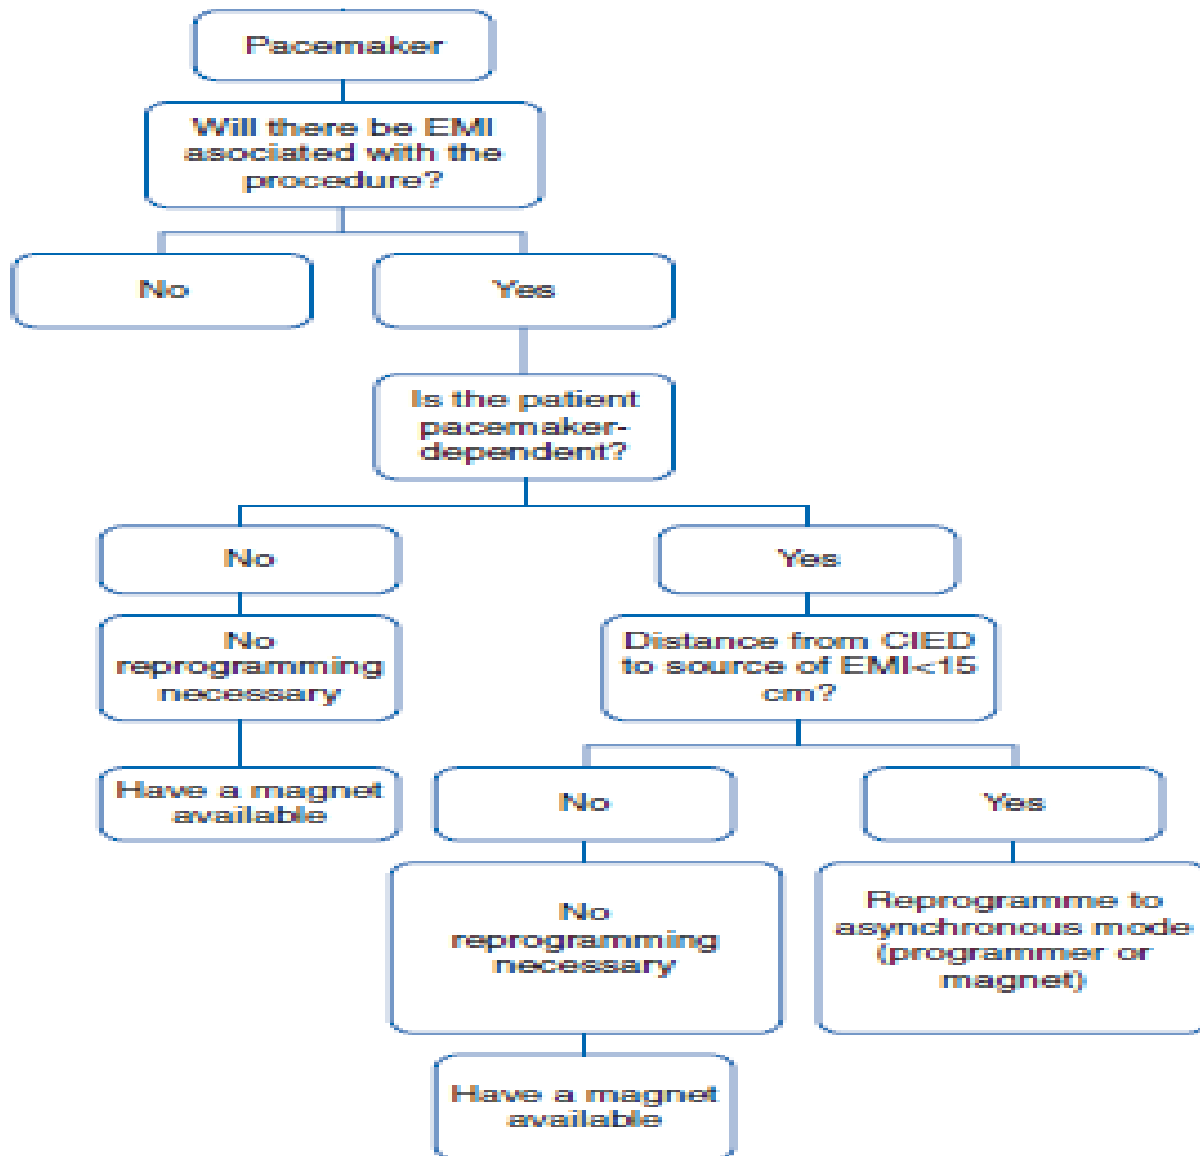 Pacemaker
Will there be EMI
asociated with the
procedure?
No
Yes
Is the patient
pacemaker-
dependent?
No
Yes
No
reprogramming
necessary
Distance from CIED
to source of EMI<15
cm?
Have a magnet
available
No
Yes
No
reprogramming
necessary
Reprogramme to
asynchronous mode
(programmer or
magnet)
Have a magnet
available